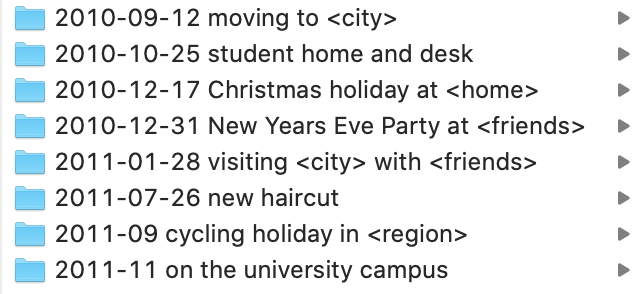 2010-09-12 moving to <city>
2010-10-25 student home and desk
2010-12-17 Christmas holiday at <home>
2010-12-31 New Years Eve Party at <friends>
2011-01-28 visiting <city> with <friends>
2011-07-26 new haircut
2011-09 cycling holiday in <region>
2011-11 on the university campus